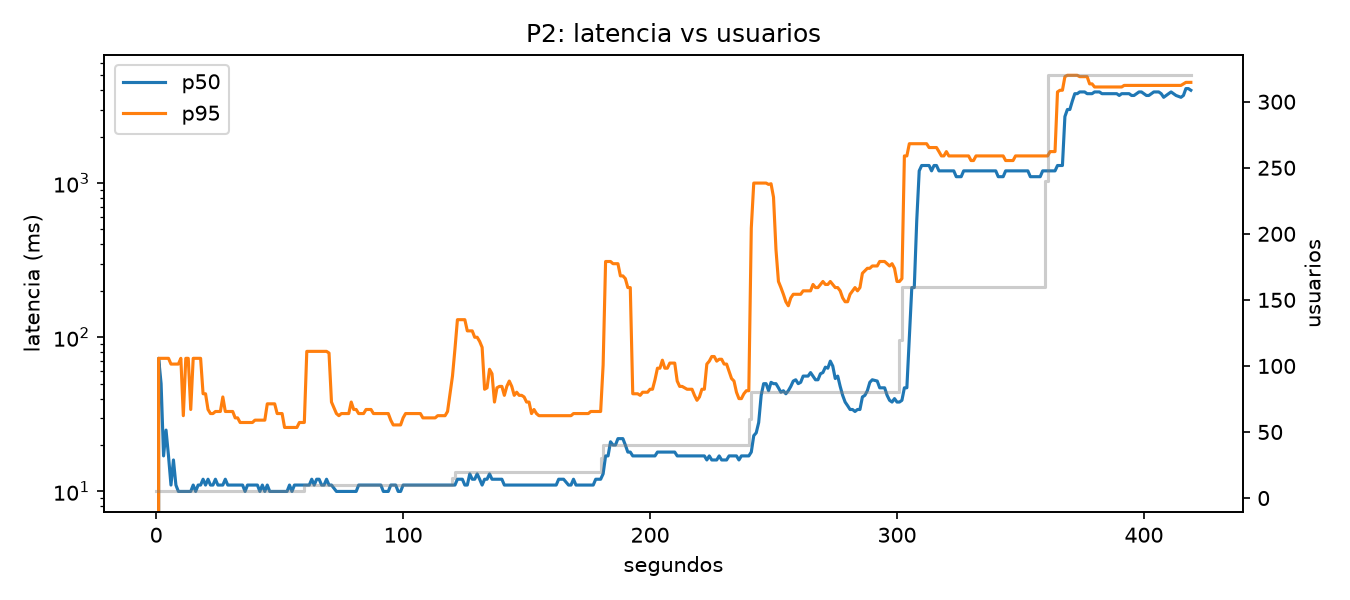 P2: latencia vs usuarios
p50
p95
latencia (ms)
10³
10²
10¹
300
250
200
150
100
50
0
usuarios
0 100 200 300 400
segundos